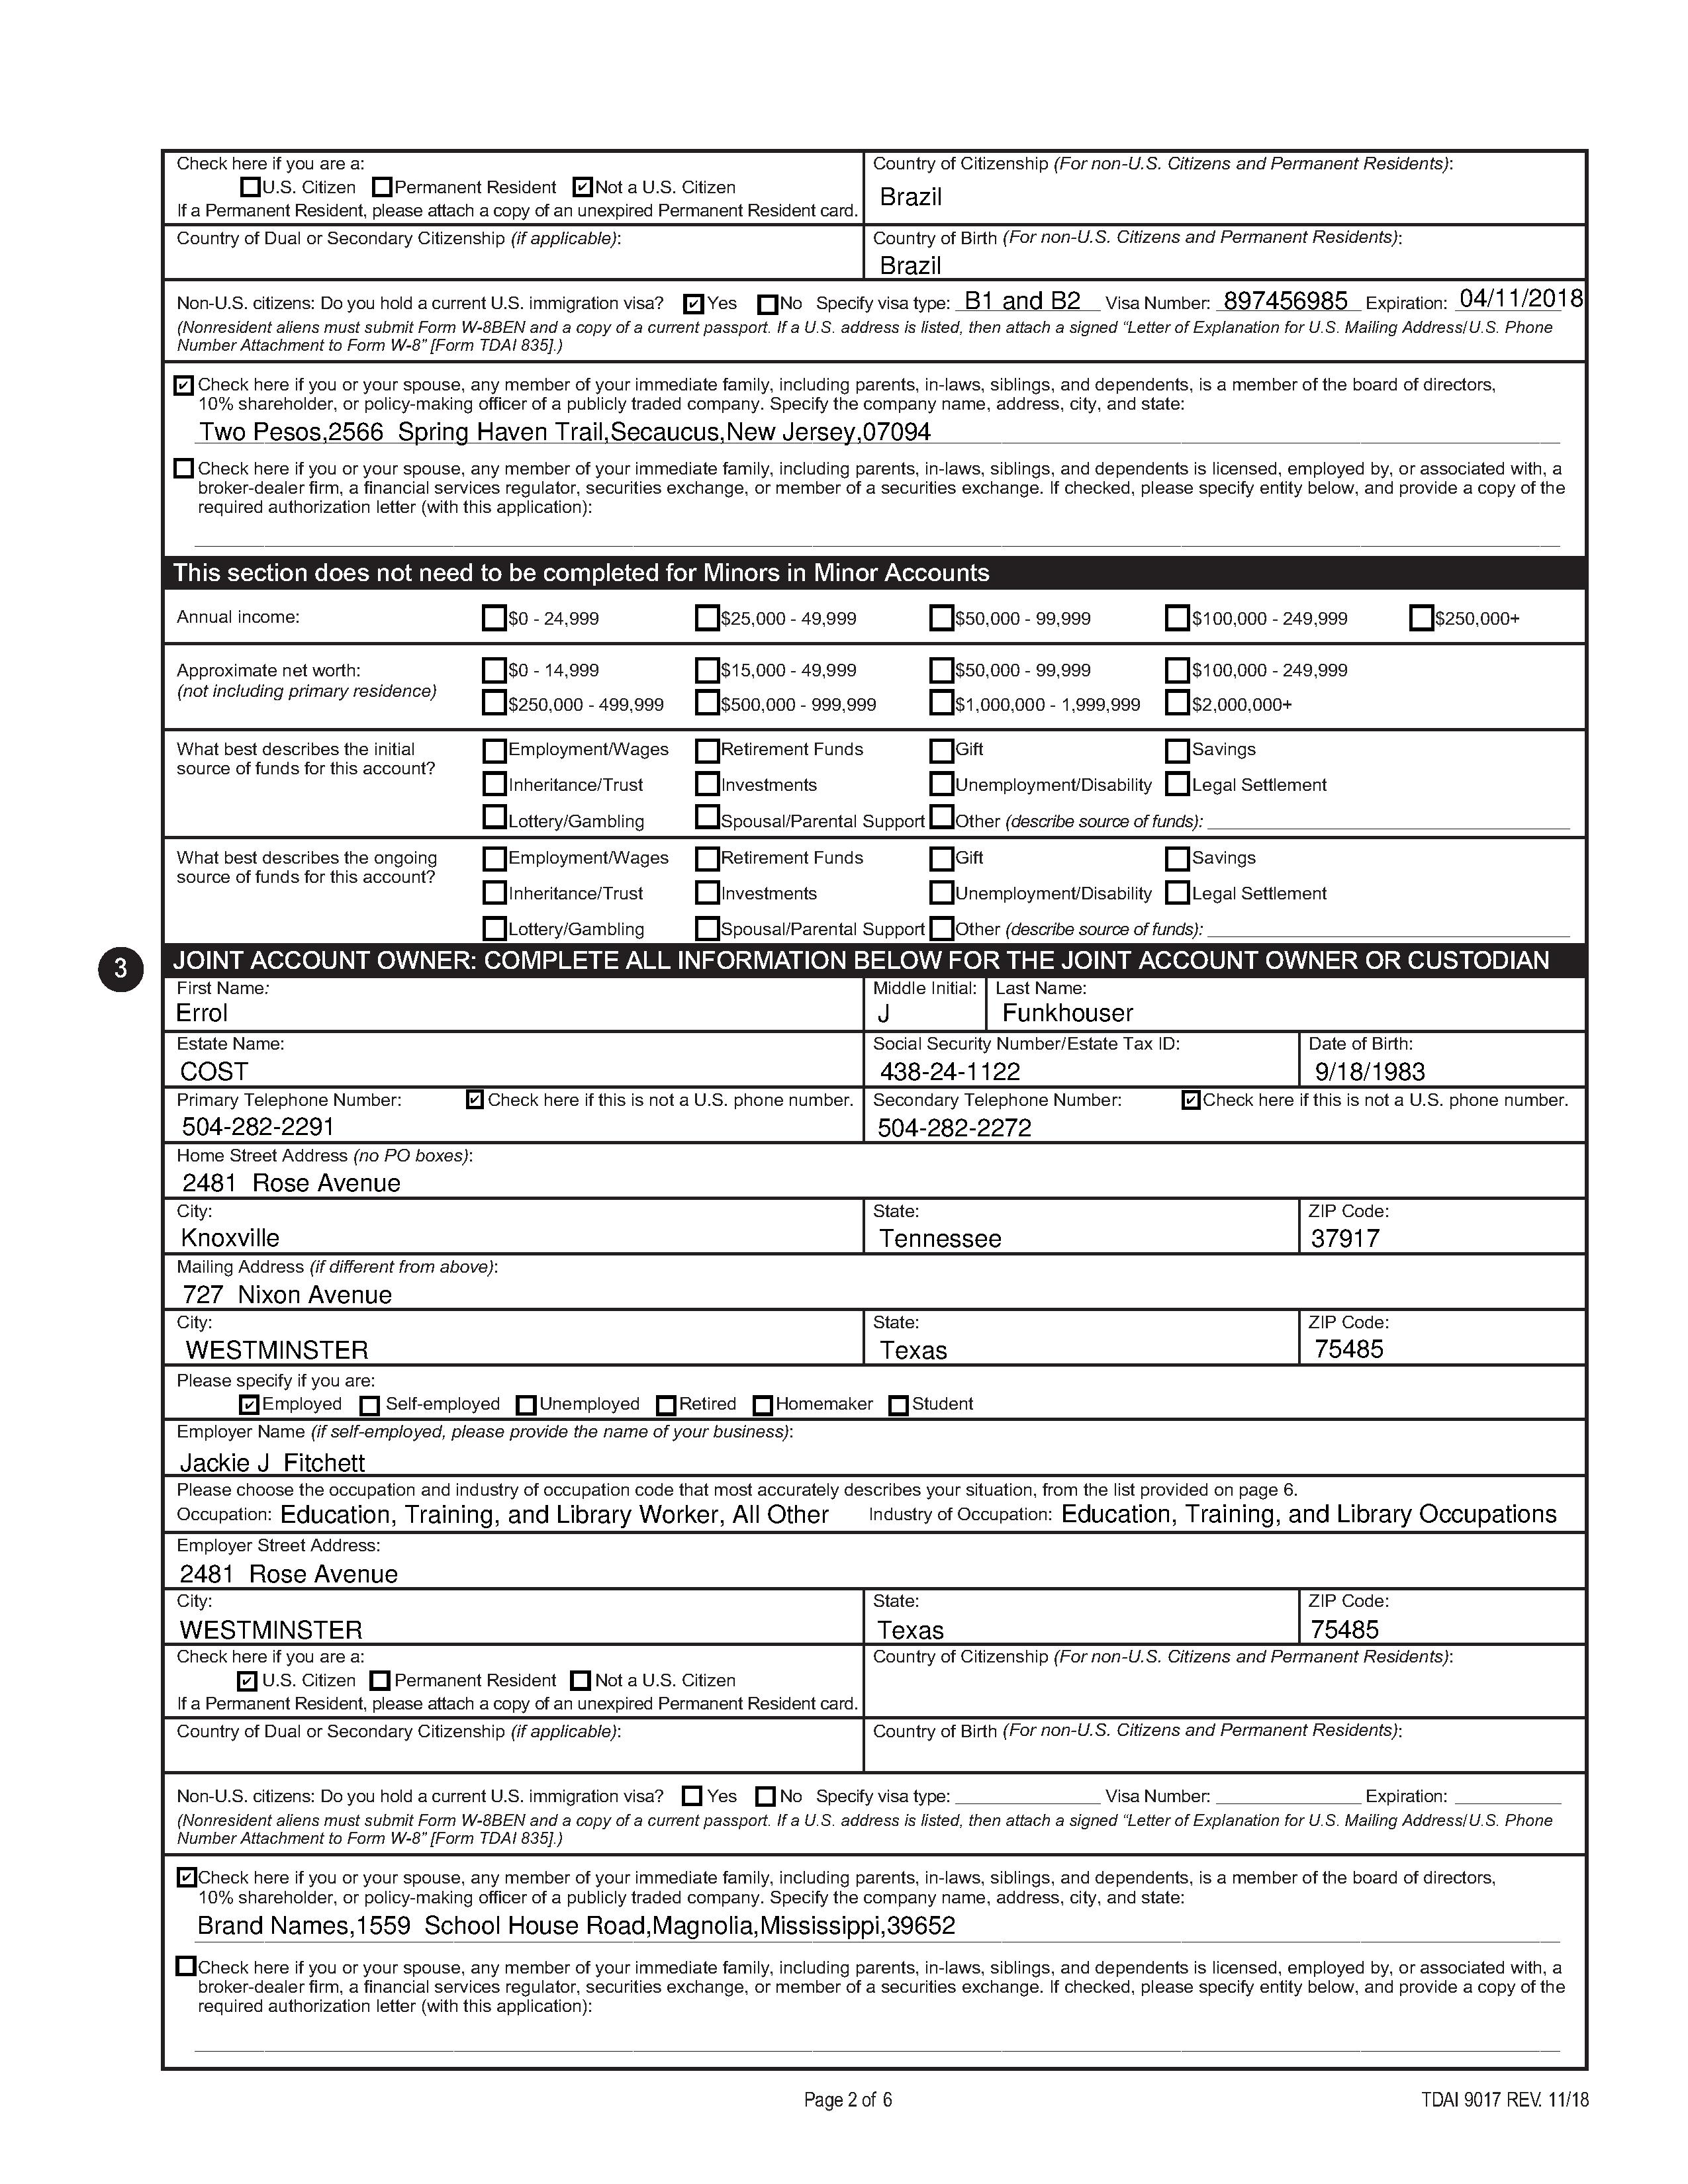 Check here if you are a:
Country of Citizenship (For non-U.S. Citizens and Permanent Residents):
U.S. Citizen Permanent Resident Not a U.S. Citizen
Brazil
If a Permanent Resident, please attach a copy of an unexpired Permanent Resident card.
Country of Dual or Secondary Citizenship (if applicable):
Country of Birth (For non-U.S. Citizens and Permanent Residents):
Brazil
Non-U.S. citizens: Do you hold a current U.S. immigration visa? Yes No Specify visa type: B1 and B2 Visa Number: 897456985 Expiration: 04/11/2018
(Nonresident aliens must submit Form W-8BEN and a copy of a current passport. If a U.S. address is listed, then attach a signed “Letter of Explanation for U.S. Mailing Address/U.S. Phone
Number Attachment to Form W-8” [Form TDAI 835].)
Check here if you or your spouse, any member of your immediate family, including parents, in-laws, siblings, and dependents, is a member of the board of directors,
10% shareholder, or policy-making officer of a publicly traded company. Specify the company name, address, city, and state:
Two Pesos,2566 Spring Haven Trail,Secaucus,New Jersey,07094
Check here if you or your spouse, any member of your immediate family, including parents, in-laws, siblings, and dependents is licensed, employed by, or associated with, a
broker-dealer firm, a financial services regulator, securities exchange, or member of a securities exchange. If checked, please specify entity below, and provide a copy of the
required authorization letter (with this application):
This section does not need to be completed for Minors in Minor Accounts
Annual income: $0 - 24,999 $25,000 - 49,999 $50,000 - 99,999 $100,000 - 249,999 $250,000+
Approximate net worth: $0 - 14,999 $15,000 - 49,999 $50,000 - 99,999 $100,000 - 249,999
(not including primary residence)
$250,000 - 499,999 $500,000 - 999,999 $1,000,000 - 1,999,999 $2,000,000+
What best describes the initial Employment/Wages Retirement Funds Gift Savings
source of funds for this account?
Inheritance/Trust Investments Unemployment/Disability Legal Settlement
Lottery/Gambling Spousal/Parental Support Other (describe source of funds):
What best describes the ongoing Employment/Wages Retirement Funds Gift Savings
source of funds for this account?
Inheritance/Trust Investments Unemployment/Disability Legal Settlement
Lottery/Gambling Spousal/Parental Support Other (describe source of funds):
3 JOINT ACCOUNT OWNER: COMPLETE ALL INFORMATION BELOW FOR THE JOINT ACCOUNT OWNER OR CUSTODIAN
First Name: Middle Initial: Last Name:
Errol J Funkhouser
Estate Name: Social Security Number/Estate Tax ID: Date of Birth:
COST 438-24-1122 9/18/1983
Primary Telephone Number: Check here if this is not a U.S. phone number. Secondary Telephone Number: Check here if this is not a U.S. phone number.
504-282-2291 504-282-2272
Home Street Address (no PO boxes):
2481 Rose Avenue
City: State: ZIP Code:
Knoxville Tennessee 37917
Mailing Address (if different from above):
727 Nixon Avenue
City: State: ZIP Code:
WESTMINSTER Texas 75485
Please specify if you are:
Employed Self-employed Unemployed Retired Homemaker Student
Employer Name (if self-employed, please provide the name of your business):
Jackie J Fitchett
Please choose the occupation and industry of occupation code that most accurately describes your situation, from the list provided on page 6.
Occupation: Education, Training, and Library Worker, All Other Industry of Occupation: Education, Training, and Library Occupations
Employer Street Address:
2481 Rose Avenue
City: State: ZIP Code:
WESTMINSTER Texas 75485
Check here if you are a: Country of Citizenship (For non-U.S. Citizens and Permanent Residents):
U.S. Citizen Permanent Resident Not a U.S. Citizen
If a Permanent Resident, please attach a copy of an unexpired Permanent Resident card.
Country of Dual or Secondary Citizenship (if applicable): Country of Birth (For non-U.S. Citizens and Permanent Residents):
Non-U.S. citizens: Do you hold a current U.S. immigration visa? Yes No Specify visa type: Visa Number: Expiration:
(Nonresident aliens must submit Form W-8BEN and a copy of a current passport. If a U.S. address is listed, then attach a signed “Letter of Explanation for U.S. Mailing Address/U.S. Phone
Number Attachment to Form W-8” [Form TDAI 835].)
Check here if you or your spouse, any member of your immediate family, including parents, in-laws, siblings, and dependents, is a member of the board of directors,
10% shareholder, or policy-making officer of a publicly traded company. Specify the company name, address, city, and state:
Brand Names,1559 School House Road,Magnolia,Mississippi,39652
Check here if you or your spouse, any member of your immediate family, including parents, in-laws, siblings, and dependents is licensed, employed by, or associated with, a
broker-dealer firm, a financial services regulator, securities exchange, or member of a securities exchange. If checked, please specify entity below, and provide a copy of the
required authorization letter (with this application):
Page 2 of 6 TDAI 9017 REV. 11/18